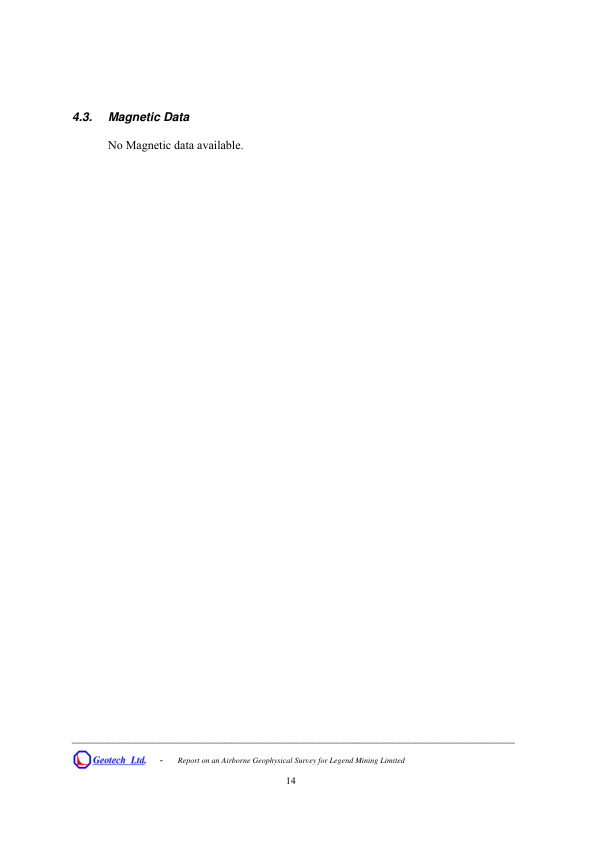 4.3. Magnetic Data
No Magnetic data available.
Geotech Ltd. - Report on an Airborne Geophysical Survey for Legend Mining Limited
14